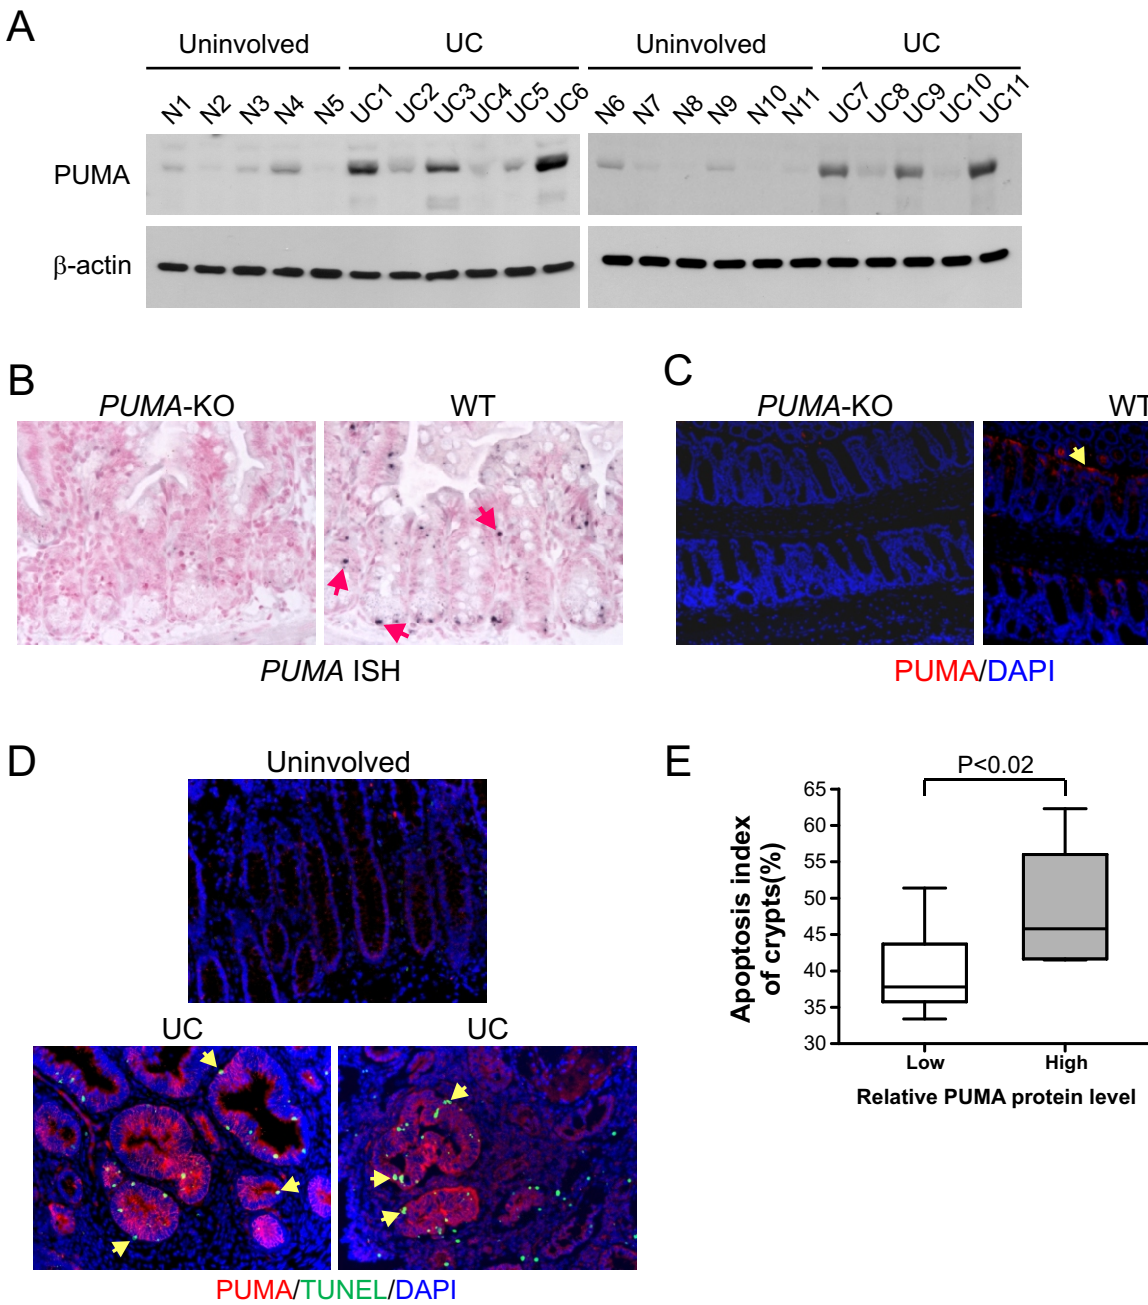 A
Uninvolved UC Uninvolved UC
N1 N2 N3 N4 N5 UC1 UC2 UC3 UC4 UC5 UC6 N6 N7 N8 N9 N10 N11 UC7 UC8 UC9 UC10 UC11
PUMA
β-actin
B
PUMA-KO WT
PUMA ISH
C
PUMA-KO WT
PUMA/DAPI
D
Uninvolved
UC UC
PUMA/TUNEL/DAPI
E
P<0.02
65
60
55
50
45
40
35
30
Apoptosis index
of crypts(%)
Low High
Relative PUMA protein level